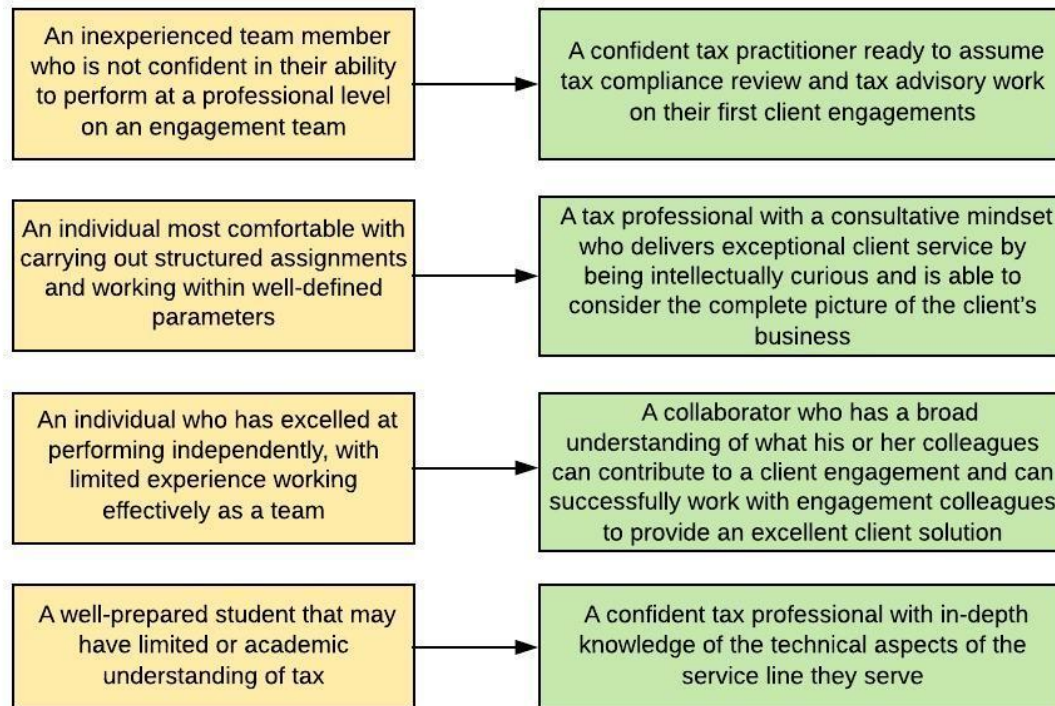 An inexperienced team member
who is not confident in their ability
to perform at a professional level
on an engagement team
A confident tax practitioner ready to assume
tax compliance review and tax advisory work
on their first client engagements
An individual most comfortable with
carrying out structured assignments
and working within well-defined
parameters
A tax professional with a consultative mindset
who delivers exceptional client service by
being intellectually curious and is able to
consider the complete picture of the client's
business
An individual who has excelled at
performing independently, with
limited experience working
effectively as a team
A collaborator who has a broad
understanding of what his or her colleagues
can contribute to a client engagement and can
successfully work with engagement colleagues
to provide an excellent client solution
A well-prepared student that may
have limited or academic
understanding of tax
A confident tax professional with in-depth
knowledge of the technical aspects of the
service line they serve